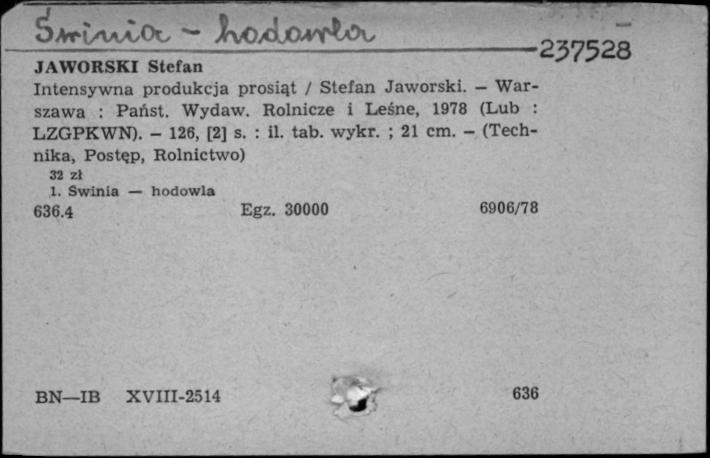 Świnia - hodowla
237528
JAWORSKI Stefan
Intensywna produkcja prosiąt / Stefan Jaworski. — War-
szawa : Państ. Wydaw. Rolnicze i Leśne, 1978 (Lub :
LZGPKWN). — 126, [2] s. : il. tab. wykr. ; 21 cm. — (Tech-
nika, Postęp, Rolnictwo)
32 zł
1. Świnia — hodowla
636.4 Egz. 30000 6906/78
BN—IB XVIII-2514 636